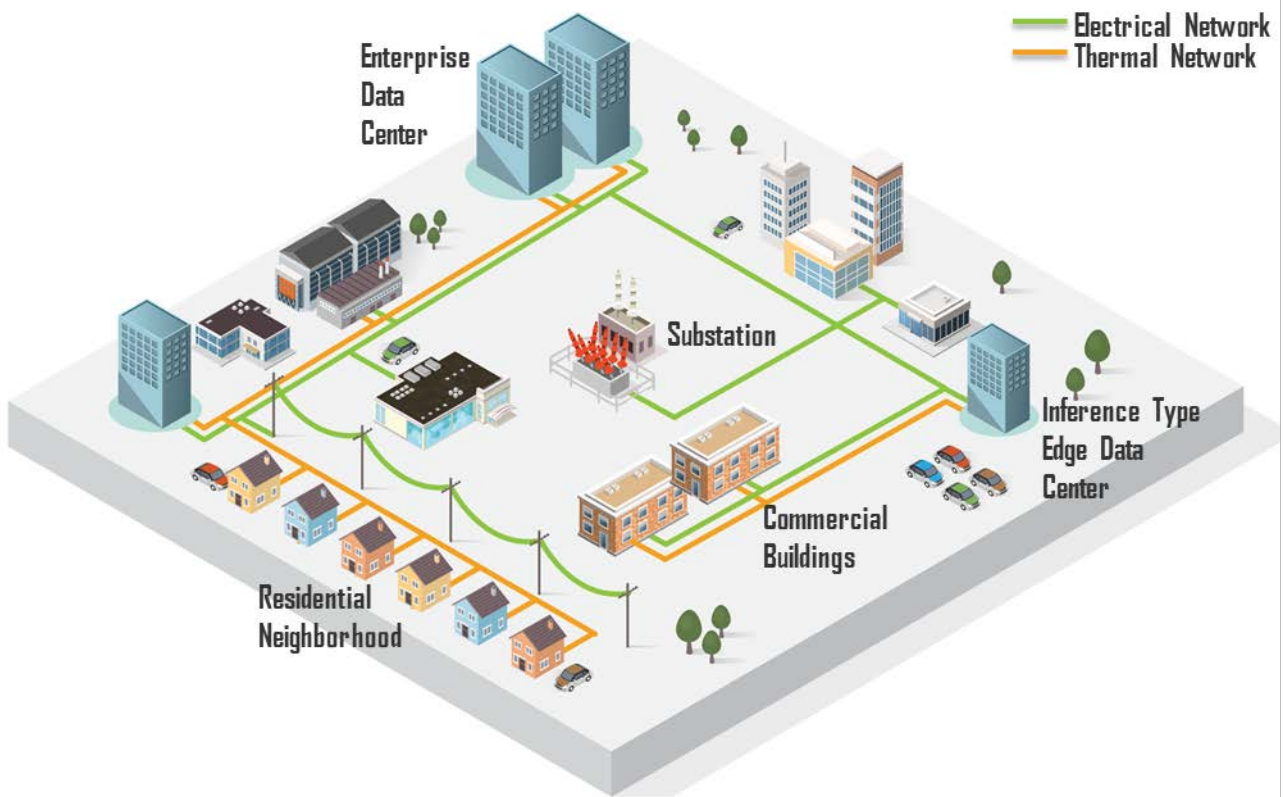 Electrical Network
Thermal Network
Enterprise
Data
Center
Substation
Inference Type
Edge Data
Center
Commercial
Buildings
Residential
Neighborhood